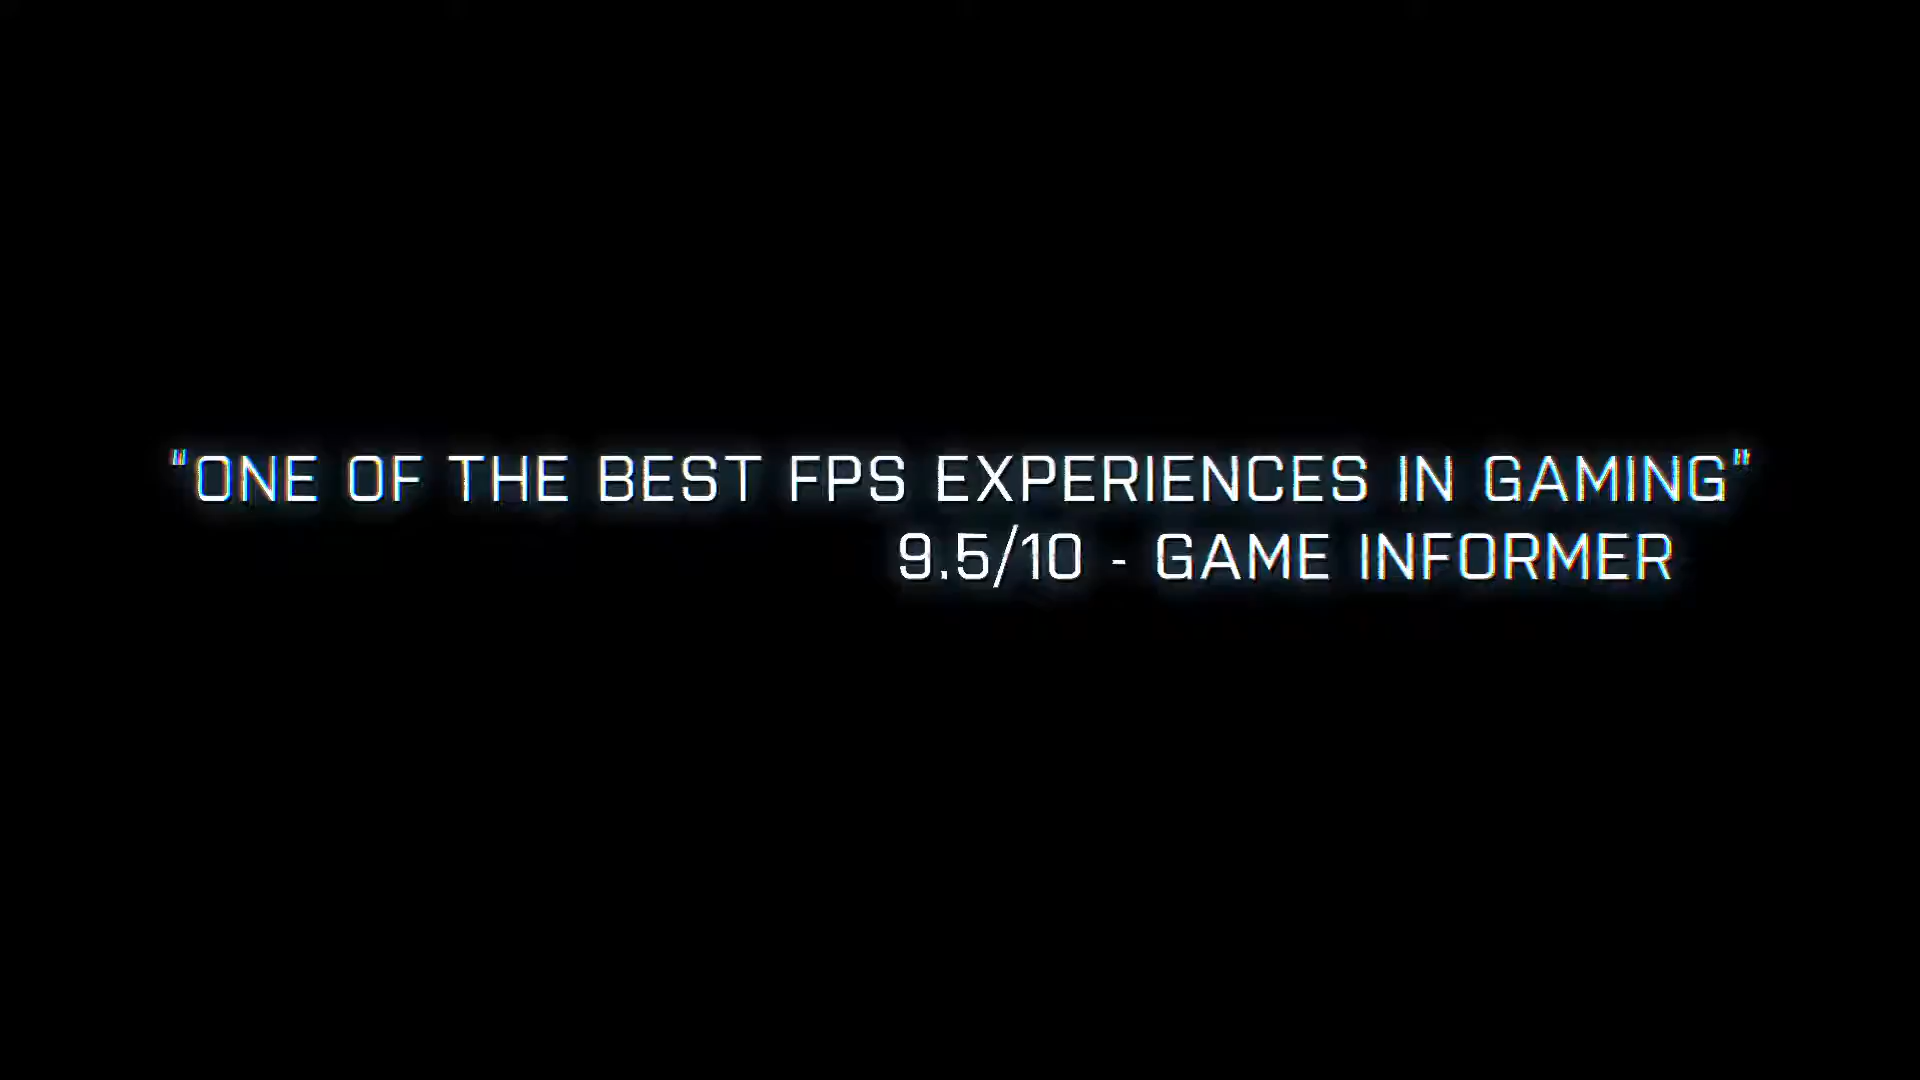 "ONE OF THE BEST FPS EXPERIENCES IN GAMING"
9.5/10 - GAME INFORMER